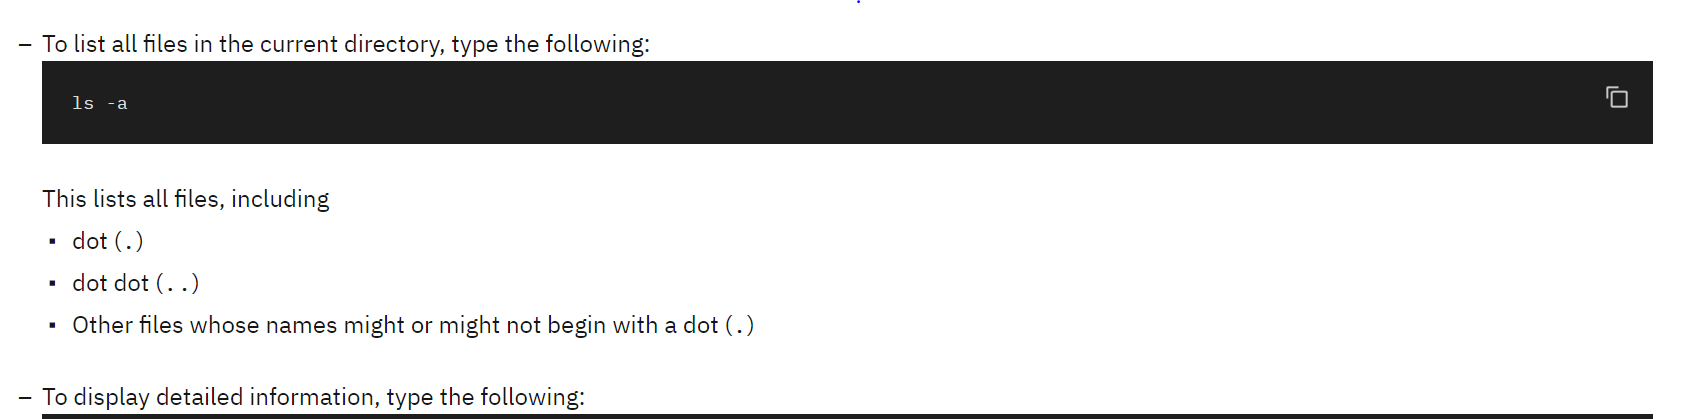 – To list all files in the current directory, type the following:
ls -a
This lists all files, including
▪ dot (.)
▪ dot dot (..)
▪ Other files whose names might or might not begin with a dot (.)
– To display detailed information, type the following: